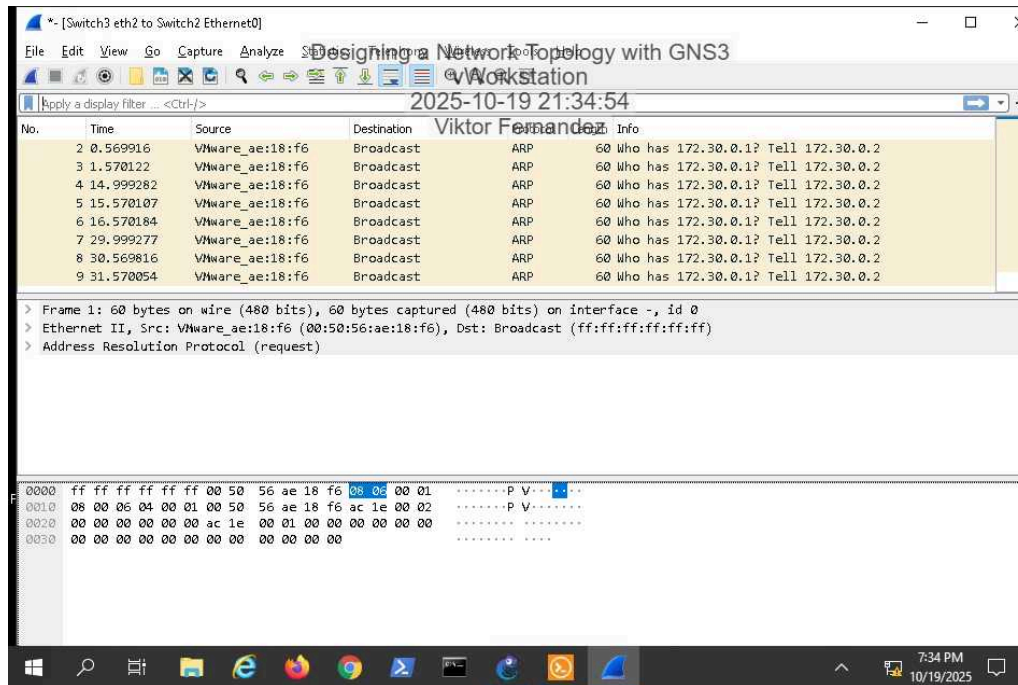 *- [Switch3 eth2 to Switch2 Ethernet0]
File Edit View Go Capture Analyze Statistics Telephony Wireless Tools Help
Designing a Network Topology with GNS3
vWorkstation
Apply a display filter ... <Ctrl-/>
2025-10-19 21:34:54
Viktor Fernandez
No. Time Source Destination Protocol Length Info
2 0.569916 VMware_ae:18:f6 Broadcast ARP 60 Who has 172.30.0.1? Tell 172.30.0.2
3 1.570122 VMware_ae:18:f6 Broadcast ARP 60 Who has 172.30.0.1? Tell 172.30.0.2
4 14.999282 VMware_ae:18:f6 Broadcast ARP 60 Who has 172.30.0.1? Tell 172.30.0.2
5 15.570107 VMware_ae:18:f6 Broadcast ARP 60 Who has 172.30.0.1? Tell 172.30.0.2
6 16.570184 VMware_ae:18:f6 Broadcast ARP 60 Who has 172.30.0.1? Tell 172.30.0.2
7 29.999277 VMware_ae:18:f6 Broadcast ARP 60 Who has 172.30.0.1? Tell 172.30.0.2
8 30.569816 VMware_ae:18:f6 Broadcast ARP 60 Who has 172.30.0.1? Tell 172.30.0.2
9 31.570054 VMware_ae:18:f6 Broadcast ARP 60 Who has 172.30.0.1? Tell 172.30.0.2
> Frame 1: 60 bytes on wire (480 bits), 60 bytes captured (480 bits) on interface -, id 0
> Ethernet II, Src: VMware_ae:18:f6 (00:50:56:ae:18:f6), Dst: Broadcast (ff:ff:ff:ff:ff:ff)
> Address Resolution Protocol (request)
0000 ff ff ff ff ff ff 00 50 56 ae 18 f6 08 06 00 01 ·······P V·······
0010 08 00 06 04 00 01 00 50 56 ae 18 f6 ac 1e 00 02 ·······P V·······
0020 00 00 00 00 00 00 ac 1e 00 01 00 00 00 00 00 00 ········ ········
0030 00 00 00 00 00 00 00 00 00 00 00 00 ········ ····
7:34 PM
10/19/2025